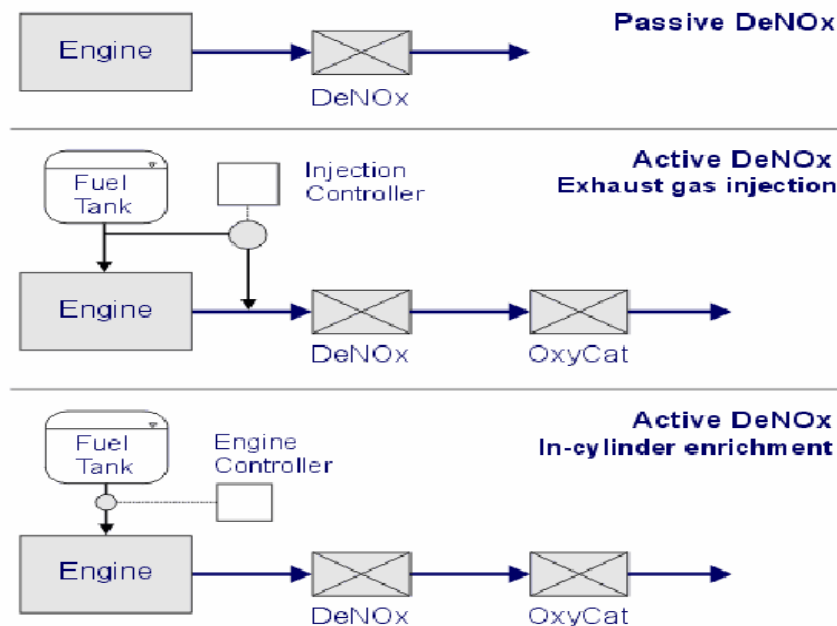 Passive DeNOx
Engine
DeNOx
Active DeNOx
Exhaust gas injection
Fuel
Tank
Injection
Controller
Engine
DeNOx
OxyCat
Active DeNOx
In-cylinder enrichment
Fuel
Tank
Engine
Controller
Engine
DeNOx
OxyCat